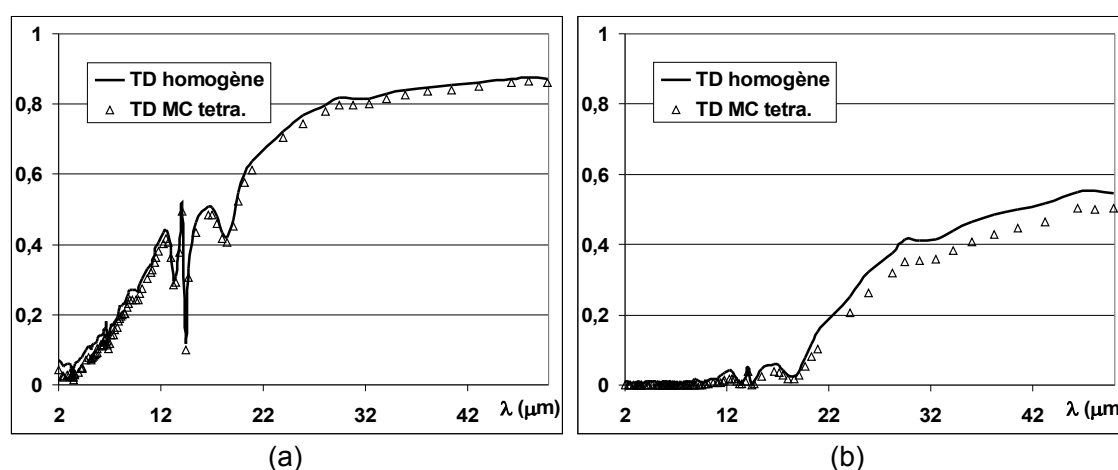 1
0,8
0,6
0,4
0,2
0
2 12 22 32 42 λ (μm)
TD homogène
TD MC tetra.
(a)
1
0,8
0,6
0,4
0,2
0
2 12 22 32 42 λ (μm)
TD homogène
TD MC tetra.
(b)